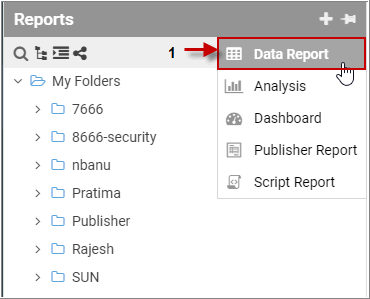 Reports
1
Data Report
My Folders
Analysis
7666
Dashboard
8666-security
nbanu
Publisher Report
Pratima
Script Report
Publisher
Rajesh
SUN